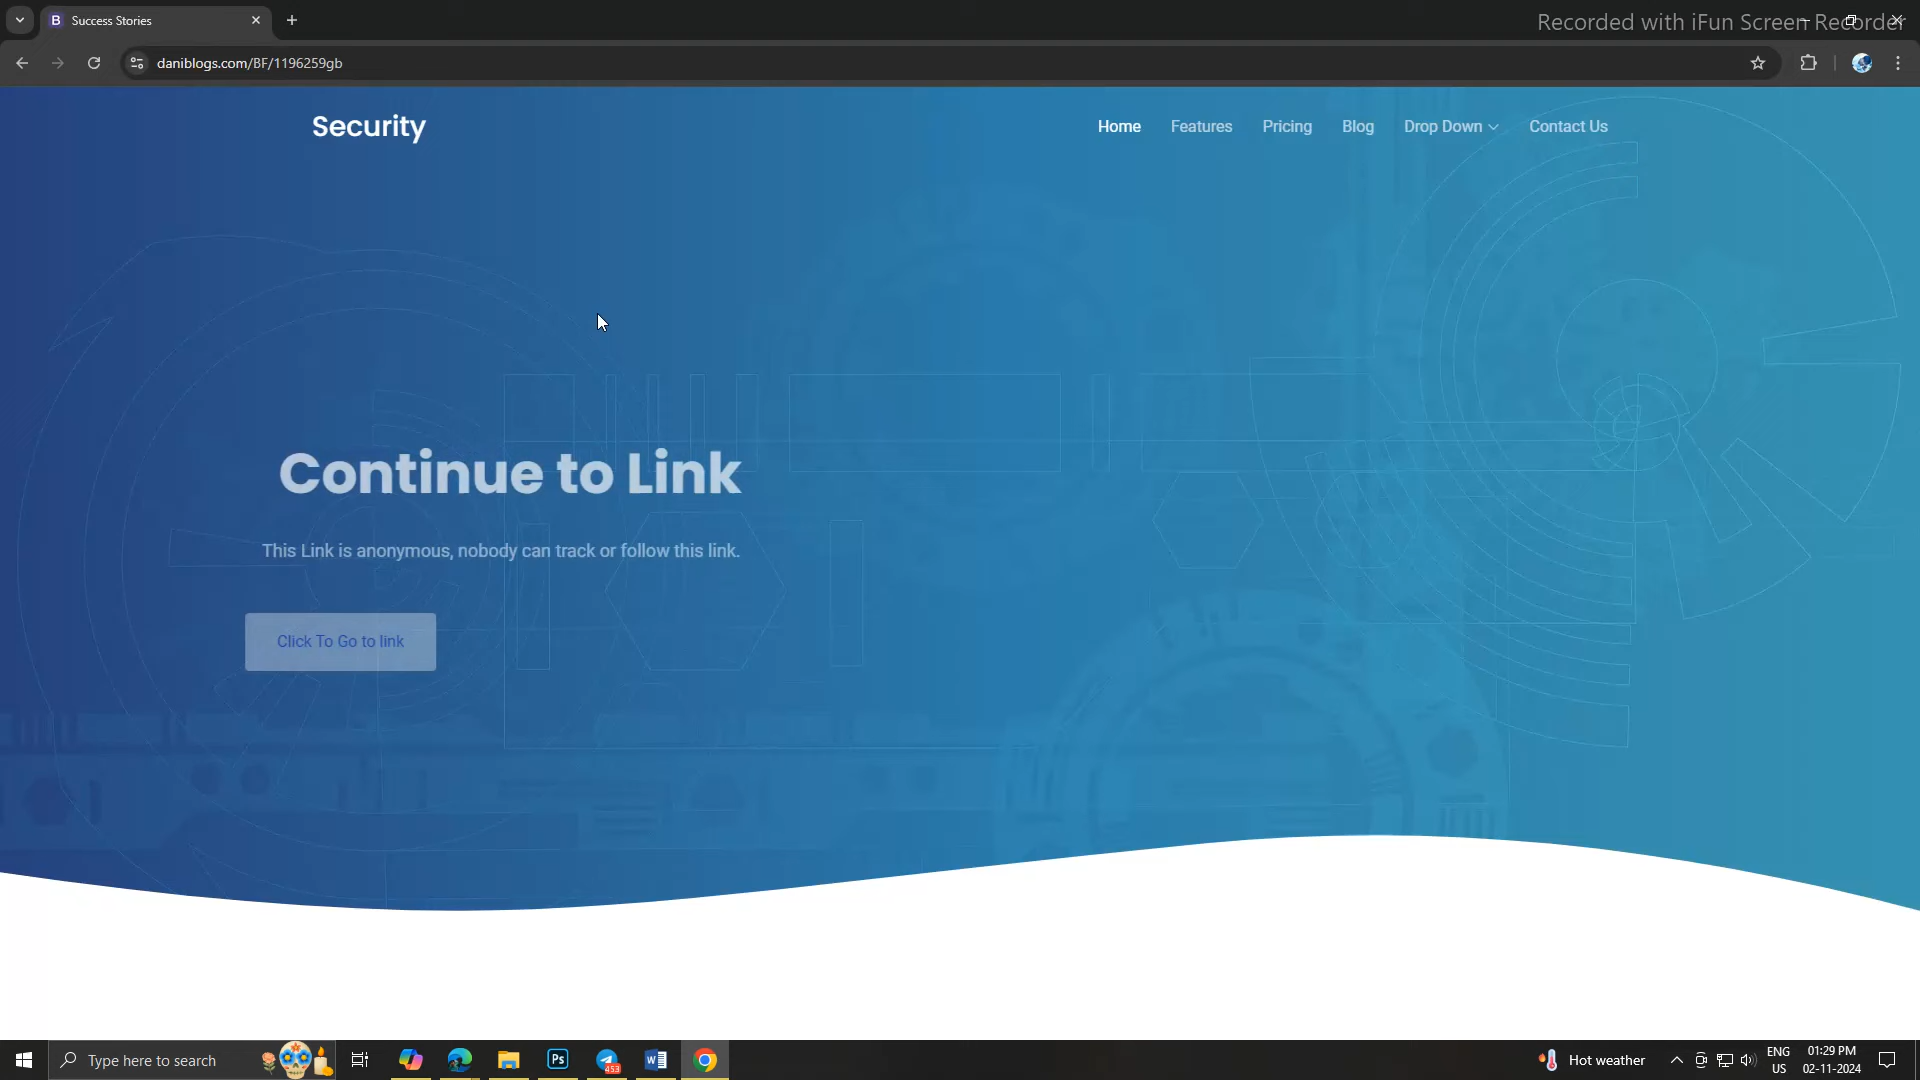 Success Stories
Recorded with iFun Screen Recorder
daniblogs.com/BF/1196259gb
Security
Home
Features
Pricing
Blog
Drop Down
Contact Us
Continue to Link
This Link is anonymous, nobody can track or follow this link.
Click To Go to link
Type here to search
Ps
453
W
Hot weather
ENG
US
01:29 PM
02-11-2024